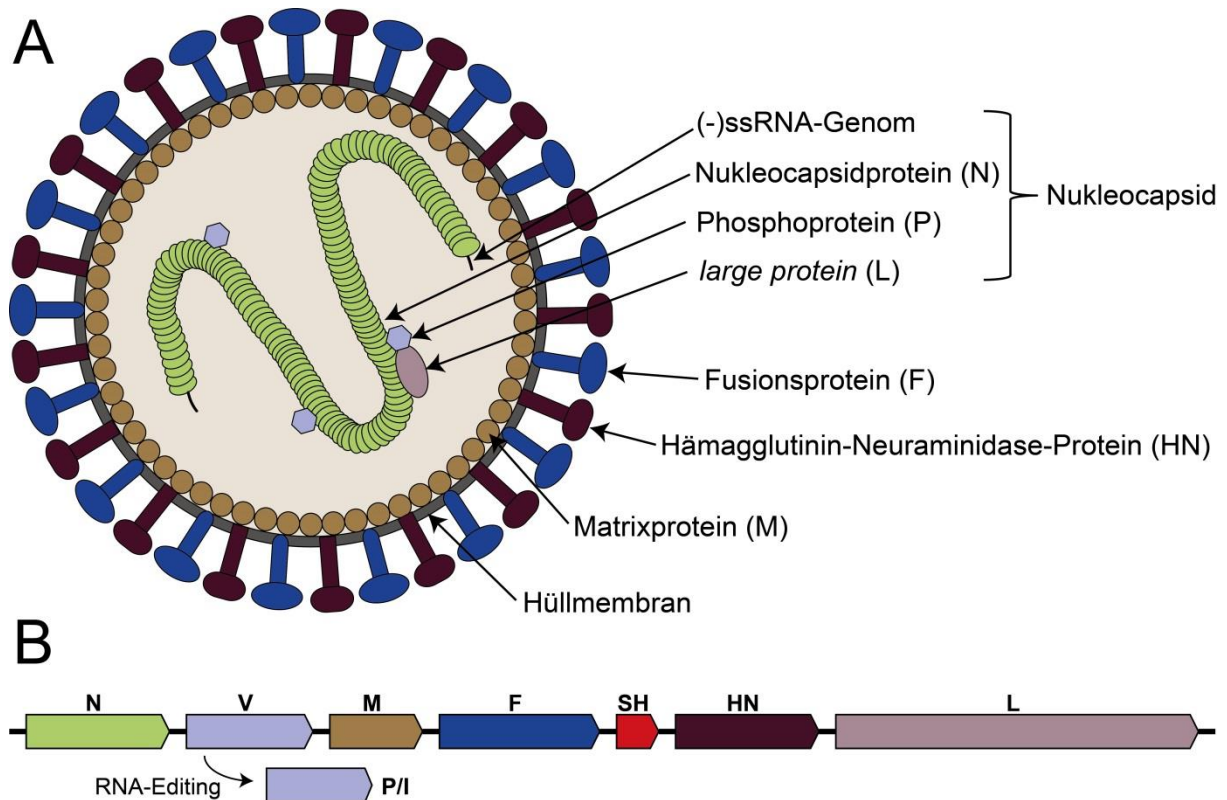 A
(-)ssRNA-Genom
Nukleocapsidprotein (N)
Phosphoprotein (P)
large protein (L)
Nukleocapsid
Fusionsprotein (F)
Hämagglutinin-Neuraminidase-Protein (HN)
Matrixprotein (M)
Hüllmembran
B
N V M F SH HN L
RNA-Editing P/I